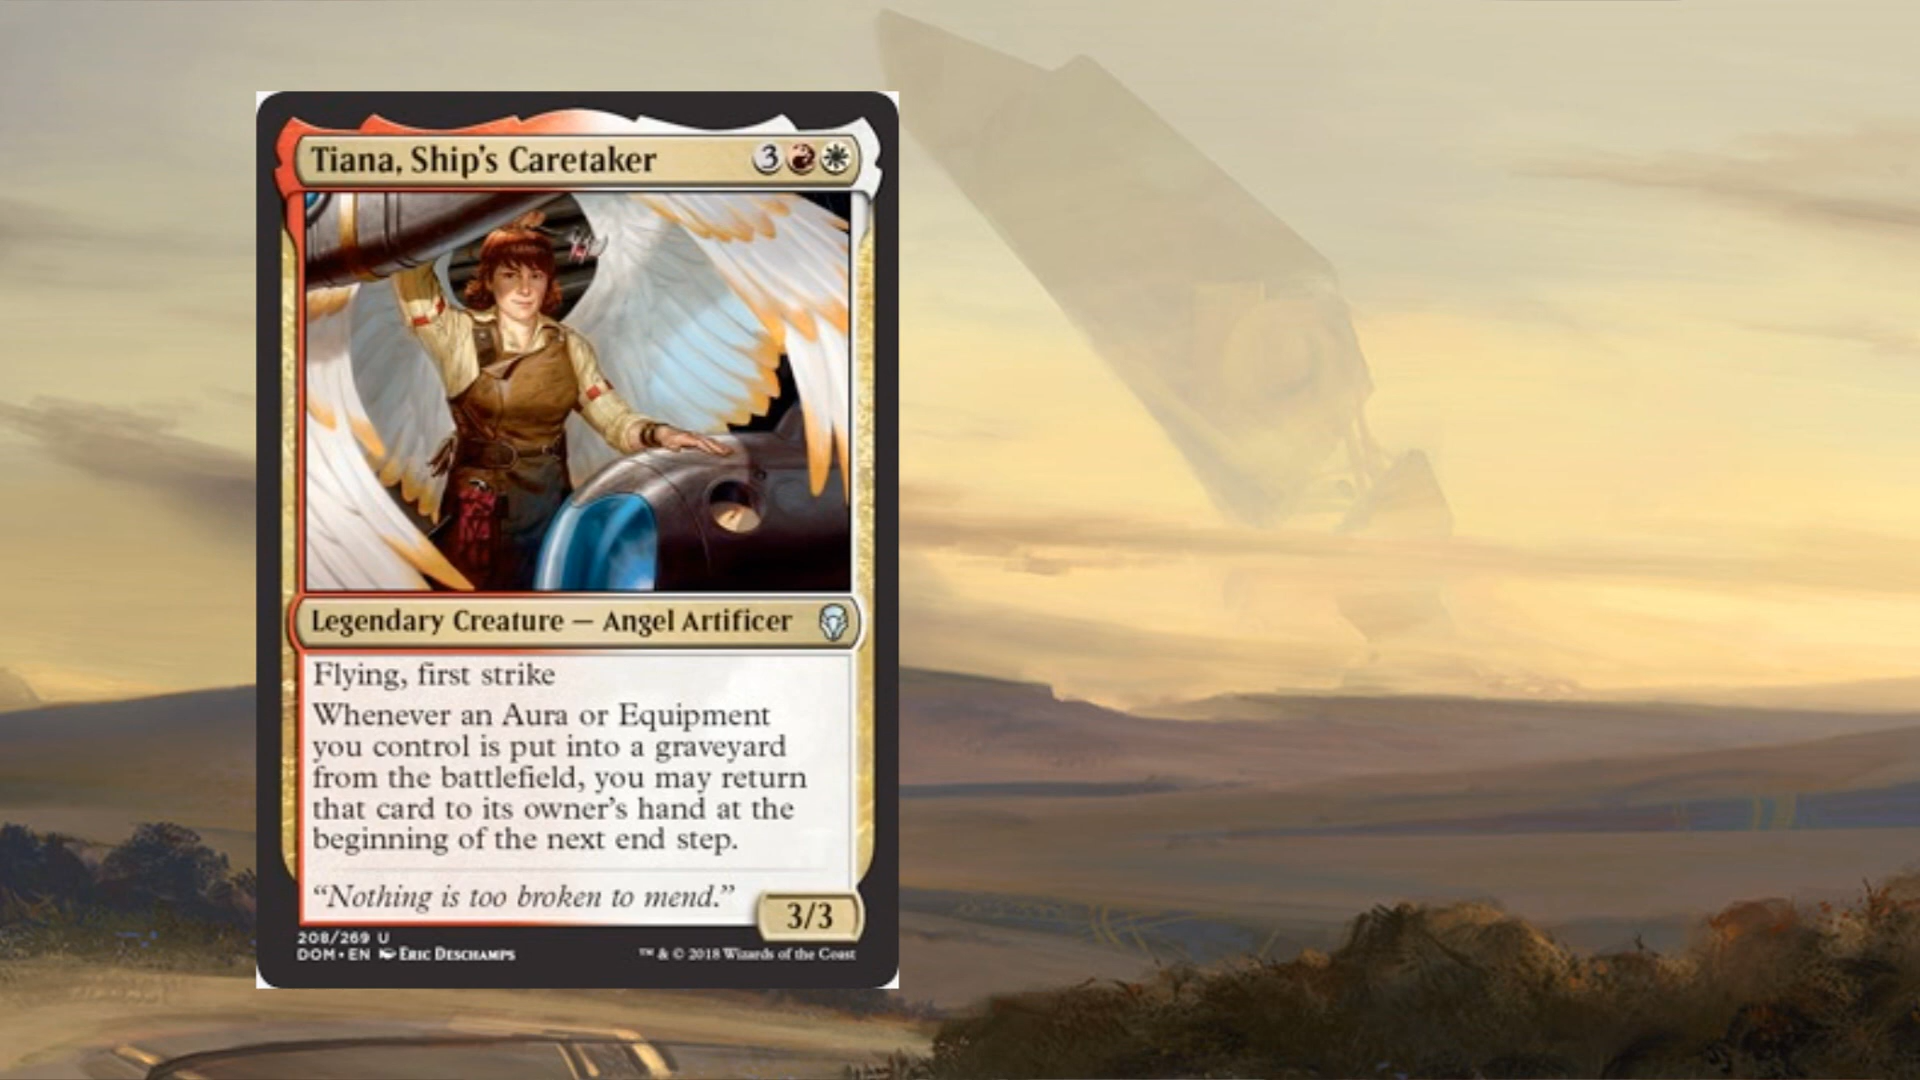 Tiana, Ship's Caretaker 3
Legendary Creature — Angel Artificer
Flying, first strike
Whenever an Aura or Equipment
you control is put into a graveyard
from the battlefield, you may return
that card to its owner's hand at the
beginning of the next end step.
“Nothing is too broken to mend.”
3/3
208/269 U
DOM • EN Eric Deschamps
™ & © 2018 Wizards of the Coast